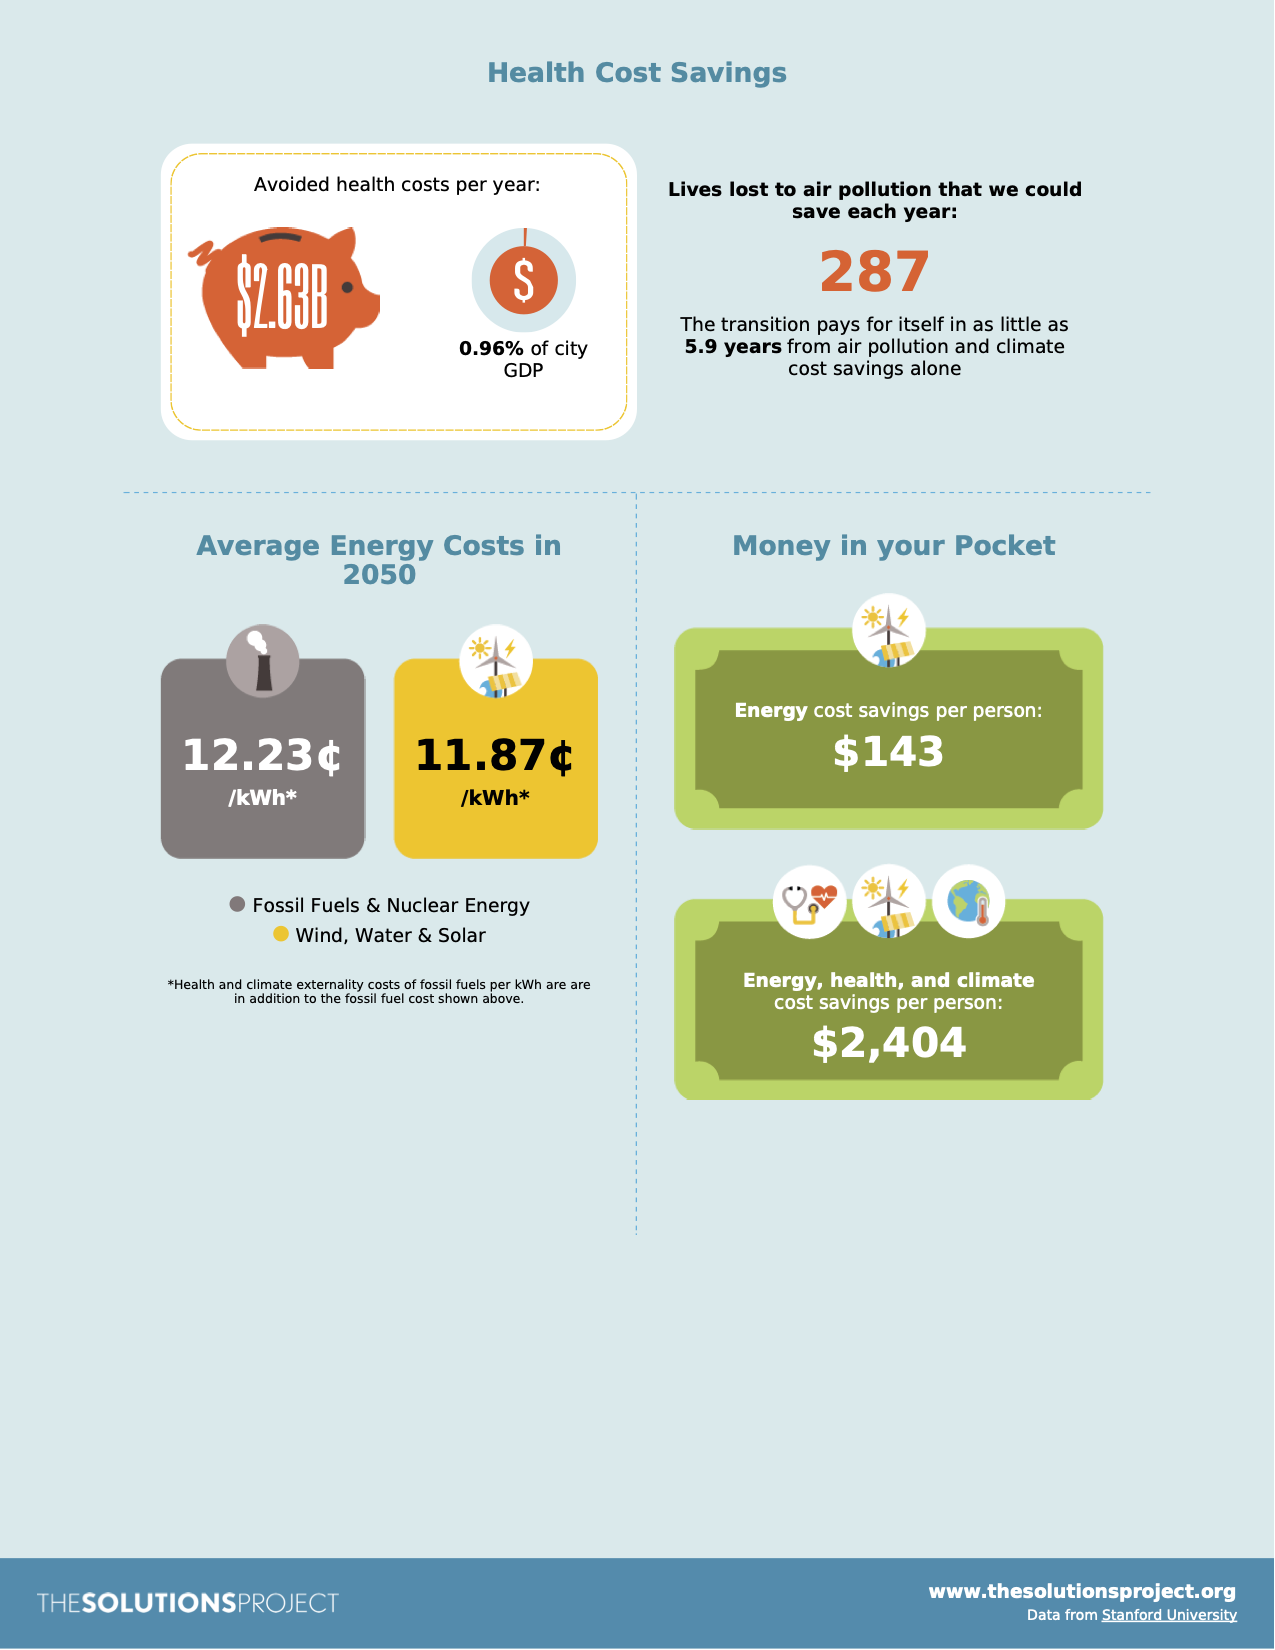 Health Cost Savings
Avoided health costs per year:
$2.63B
$
0.96% of city
GDP
Lives lost to air pollution that we could
save each year:
287
The transition pays for itself in as little as
5.9 years from air pollution and climate
cost savings alone
Average Energy Costs in
2050
12.23¢
/kWh*
11.87¢
/kWh*
Fossil Fuels & Nuclear Energy
Wind, Water & Solar
*Health and climate externality costs of fossil fuels per kWh are are
in addition to the fossil fuel cost shown above.
Money in your Pocket
Energy cost savings per person:
$143
Energy, health, and climate
cost savings per person:
$2,404
THESOLUTIONSPROJECT
www.thesolutionsproject.org
Data from Stanford University